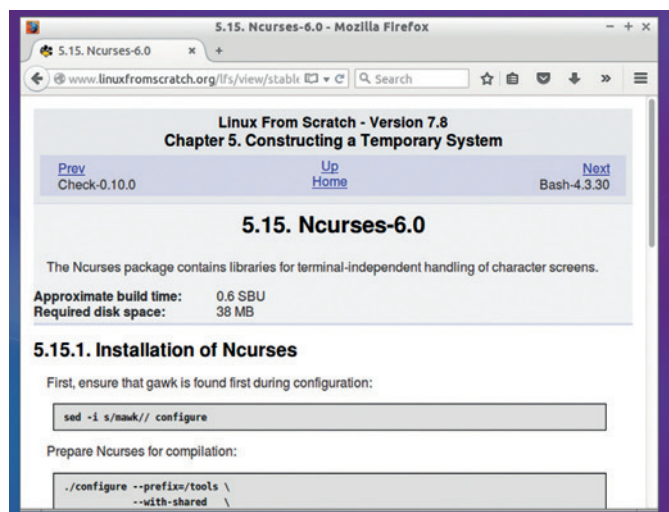 5.15. Ncurses-6.0 - Mozilla Firefox
5.15. Ncurses-6.0 × +
www.linuxfromscratch.org/lfs/view/stable Search
Linux From Scratch - Version 7.8
Chapter 5. Constructing a Temporary System
Prev Up Next
Check-0.10.0 Home Bash-4.3.30
5.15. Ncurses-6.0
The Ncurses package contains libraries for terminal-independent handling of character screens.
Approximate build time: 0.6 SBU
Required disk space: 38 MB
5.15.1. Installation of Ncurses
First, ensure that gawk is found first during configuration:
sed -i s/mawk// configure
Prepare Ncurses for compilation:
./configure --prefix=/tools \
--with-shared \